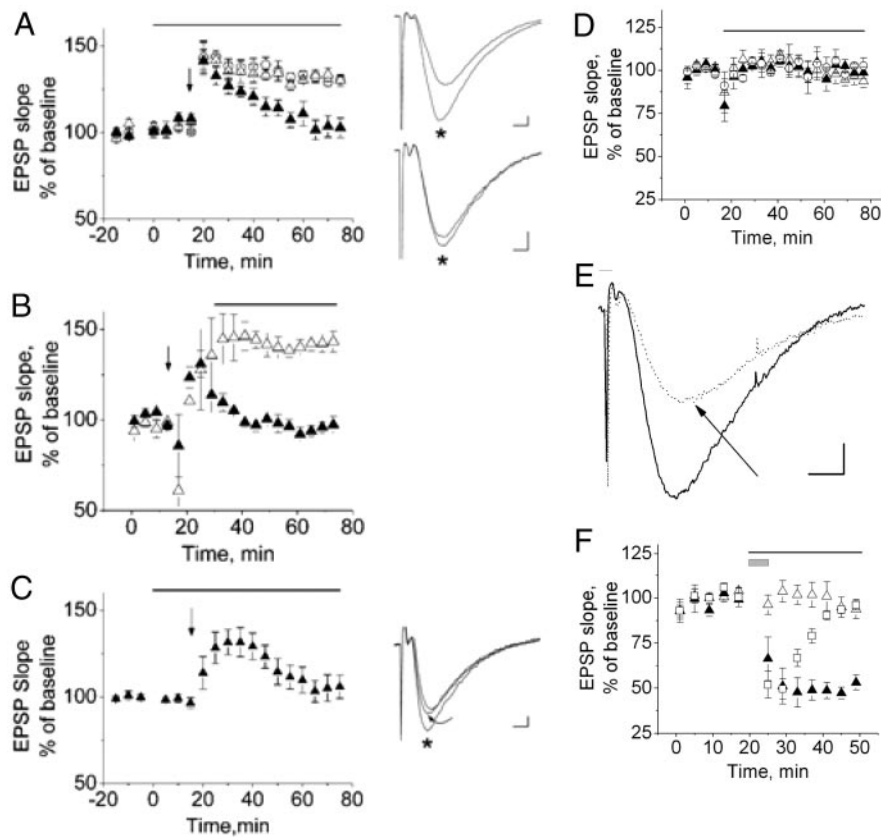 A
EPSP slope
% of baseline
150
100
50
-20 0 20 40 60 80
Time, min
*
*
B
EPSP slope,
% of baseline
150
100
50
0 20 40 60 80
Time, min
C
EPSP Slope
% of baseline
150
100
50
-20 0 20 40 60 80
Time,min
*
D
EPSP slope,
% of baseline
125
100
75
50
25
0 20 40 60 80
Time, min
E
F
EPSP slope,
% of baseline
125
100
75
50
25
0 10 20 30 40 50
Time, min